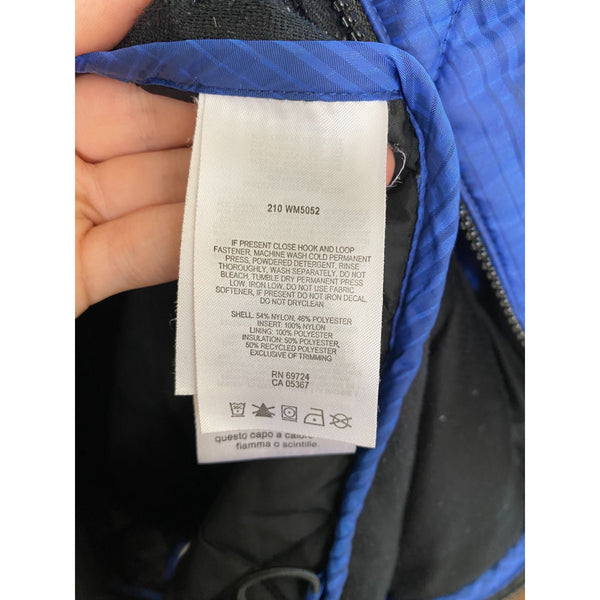 210 WM5052
IF PRESENT CLOSE HOOK AND LOOP
FASTENER, MACHINE WASH COLD PERMANENT
PRESS, POWDERED DETERGENT, RINSE
THOROUGHLY, WASH SEPARATELY. DO NOT
BLEACH, TUMBLE DRY PERMANENT PRESS
LOW, IRON LOW. DO NOT USE FABRIC
SOFTENER, IF PRESENT DO NOT IRON DECAL,
DO NOT DRYCLEAN
SHELL: 54% NYLON, 46% POLYESTER
INSERT: 100% NYLON
LINING: 100% POLYESTER
INSULATION: 50% POLYESTER,
50% RECYCLED POLYESTER
EXCLUSIVE OF TRIMMING
RN 69724
CA 05367
questo capo a calore
fiamma o scintille.